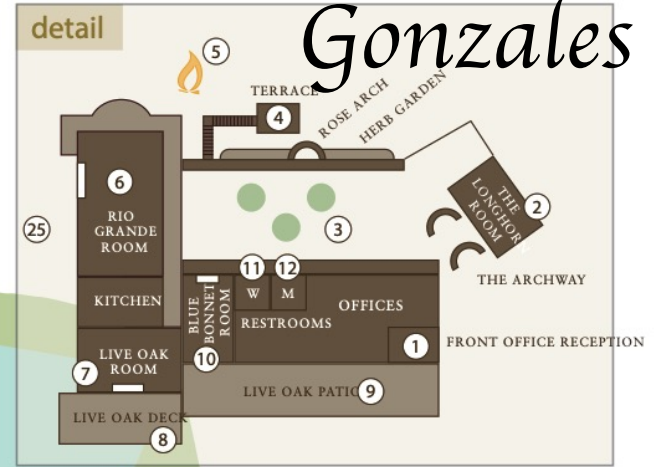 detail
Gonzales
5
TERRACE
4
ROSE ARCH
HERB GARDEN
6
RIO
GRANDE
ROOM
25
3
THE
LONGHOR
ROOM
2
THE ARCHWAY
11
12
W
M
KITCHEN
BLUE
BONNET
ROOM
RESTROOMS
OFFICES
1
FRONT OFFICE RECEPTION
LIVE OAK
ROOM
7
10
LIVE OAK PATIO
9
LIVE OAK DECK
8